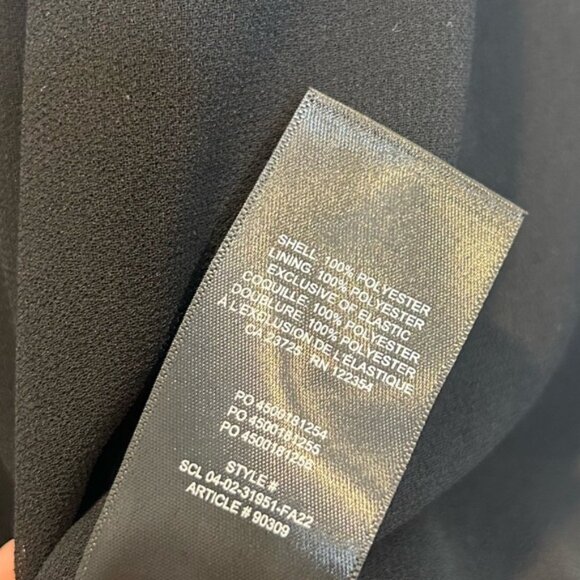 SHELL: 100% POLYESTER
LINING: 100% POLYESTER
EXCLUSIVE OF ELASTIC
COQUILLE: 100% POLYESTER
DOUBLURE: 100% POLYESTER
À L'EXCLUSION DE L'ÉLASTIQUE
CA 23725 RN 122354
PO 4500181254
PO 4500181255
PO 4500181256
STYLE #
SCL 04-02-31951-FA22
ARTICLE # 90309